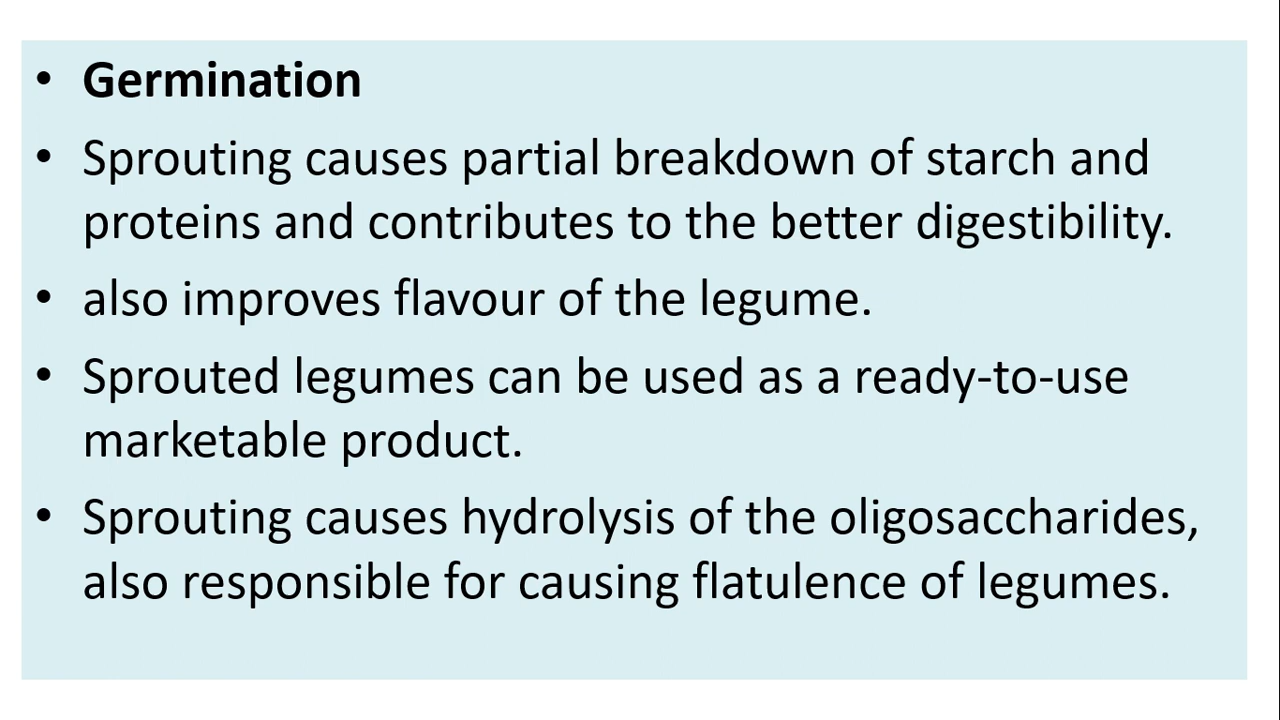 • Germination
• Sprouting causes partial breakdown of starch and
proteins and contributes to the better digestibility.
• also improves flavour of the legume.
• Sprouted legumes can be used as a ready-to-use
marketable product.
• Sprouting causes hydrolysis of the oligosaccharides,
also responsible for causing flatulence of legumes.